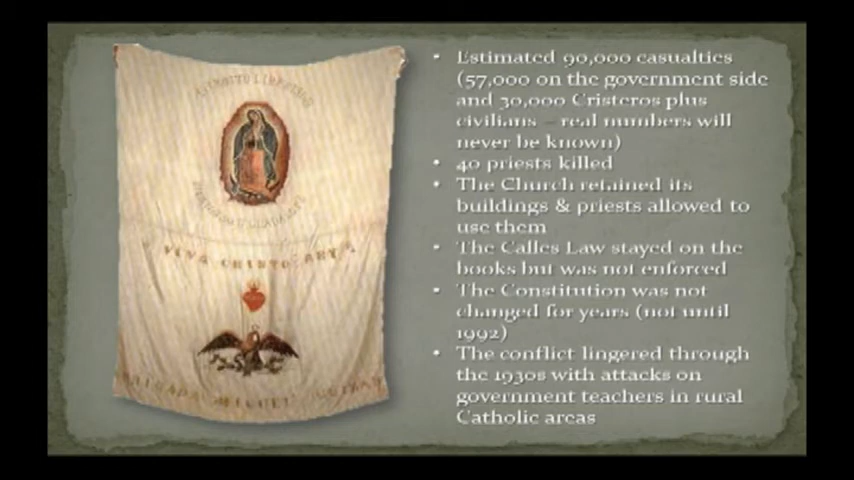 VIVA CRISTO REY
• Estimated 90,000 casualties
(57,000 on the government side
and 30,000 Cristeros plus
civilians – real numbers will
never be known)
• 40 priests killed
• The Church retained its
buildings & priests allowed to
use them
• The Calles Law stayed on the
books but was not enforced
• The Constitution was not
changed for years (not until
1992)
• The conflict lingered through
the 1930s with attacks on
government teachers in rural
Catholic areas